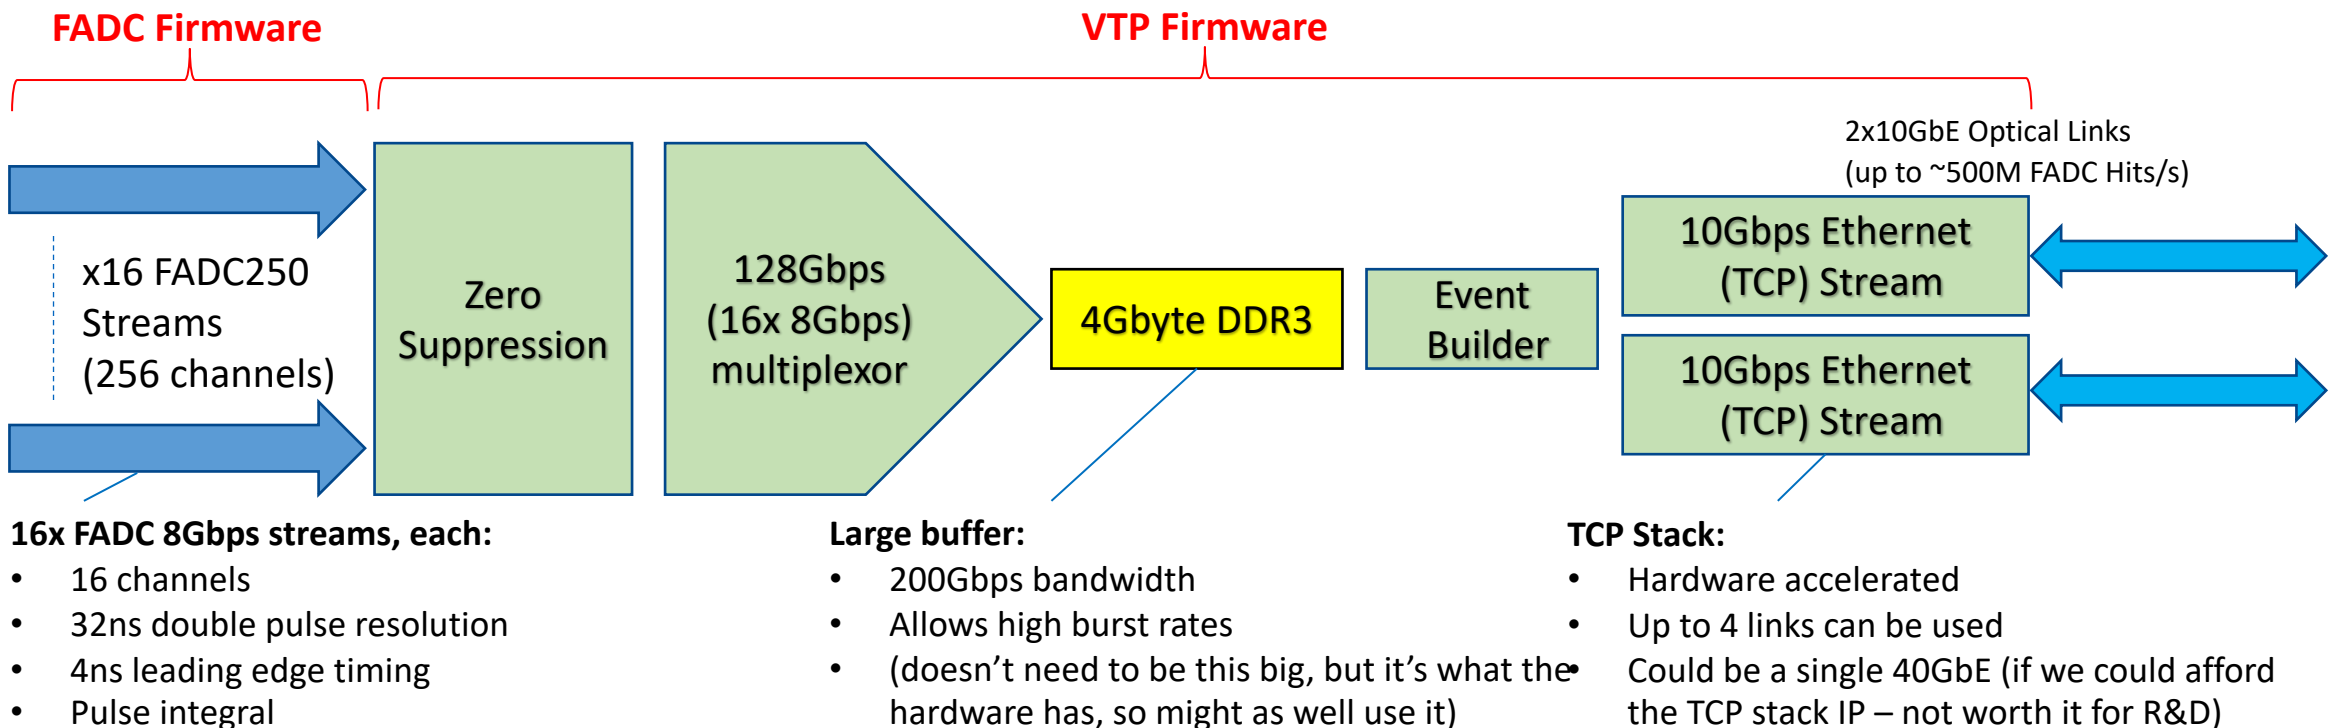 FADC Firmware
VTP Firmware
2x10GbE Optical Links
(up to ~500M FADC Hits/s)
x16 FADC250
Streams
(256 channels)
Zero
Suppression
128Gbps
(16x 8Gbps)
multiplexor
4Gbyte DDR3
Event
Builder
10Gbps Ethernet
(TCP) Stream
10Gbps Ethernet
(TCP) Stream
16x FADC 8Gbps streams, each:
• 16 channels
• 32ns double pulse resolution
• 4ns leading edge timing
• Pulse integral
Large buffer:
• 200Gbps bandwidth
• Allows high burst rates
• (doesn’t need to be this big, but it’s what the
hardware has, so might as well use it)
TCP Stack:
• Hardware accelerated
• Up to 4 links can be used
• Could be a single 40GbE (if we could afford
the TCP stack IP – not worth it for R&D)